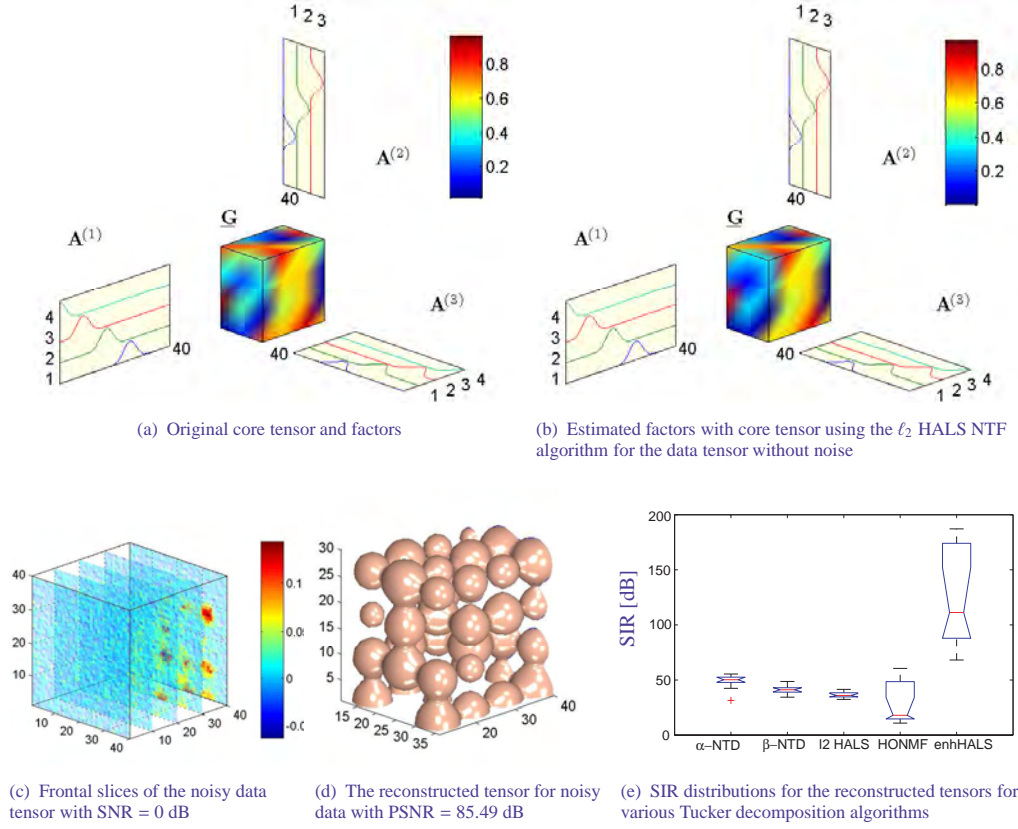 1 2 3
0.8
0.6
0.4
0.2
A(2)
40
G
A(1)
4
3
2
1
40
A(3)
40
1 2 3 4
(a) Original core tensor and factors
1 2 3
0.8
0.6
0.4
0.2
A(2)
40
G
A(1)
4
3
2
1
40
A(3)
40
1 2 3 4
(b) Estimated factors with core tensor using the ℓ2 HALS NTF
algorithm for the data tensor without noise
40
30
20
10
10 20 30 40
10 20 30 40
0.1
0.05
0
-0.0
(c) Frontal slices of the noisy data
tensor with SNR = 0 dB
30
25
20
15
10
5
15 20 25 30 35
20 30 40
(d) The reconstructed tensor for noisy
data with PSNR = 85.49 dB
200
150
100
50
0
SIR [dB]
α−NTD β−NTD l2 HALS HONMF enhHALS
(e) SIR distributions for the reconstructed tensors for
various Tucker decomposition algorithms